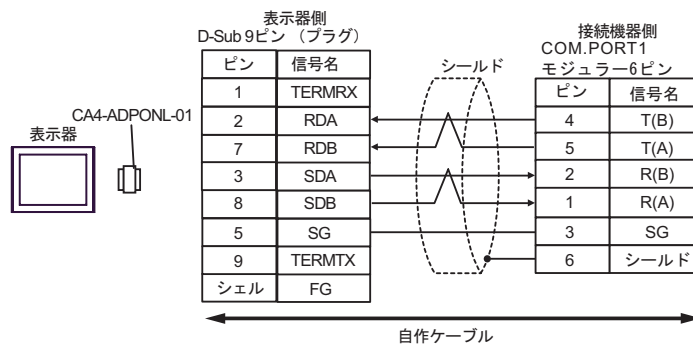 表示器側
D-Sub 9ピン (プラグ)
接続機器側
COM.PORT1
モジュラー6ピン
シールド
CA4-ADPONL-01
表示器
ピン 信号名
1 TERMRX
2 RDA
7 RDB
3 SDA
8 SDB
5 SG
9 TERMTX
シェル FG
ピン 信号名
4 T(B)
5 T(A)
2 R(B)
1 R(A)
3 SG
6 シールド
自作ケーブル